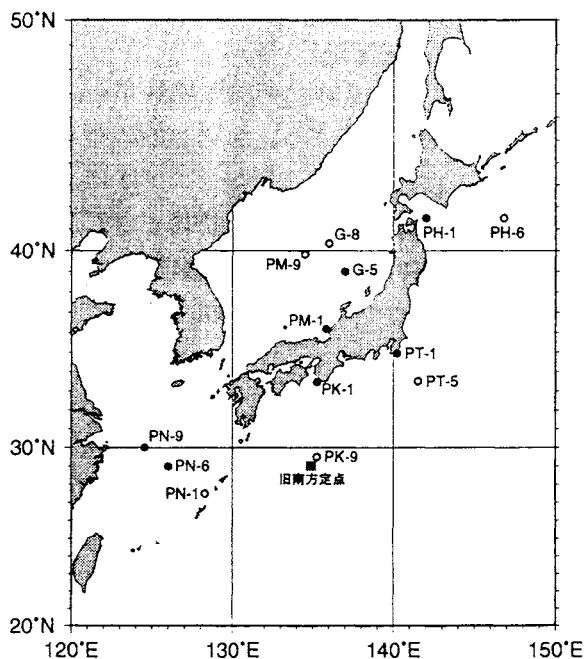 50°N
G-8
PH-1
PH-6
40°N
PM-9
G-5
PM-1
PT-1
PT-5
PK-1
PN-9
30°N
PN-6
PK-9
旧南方定点
PN-1
20°N
120°E
130°E
140°E
150°E